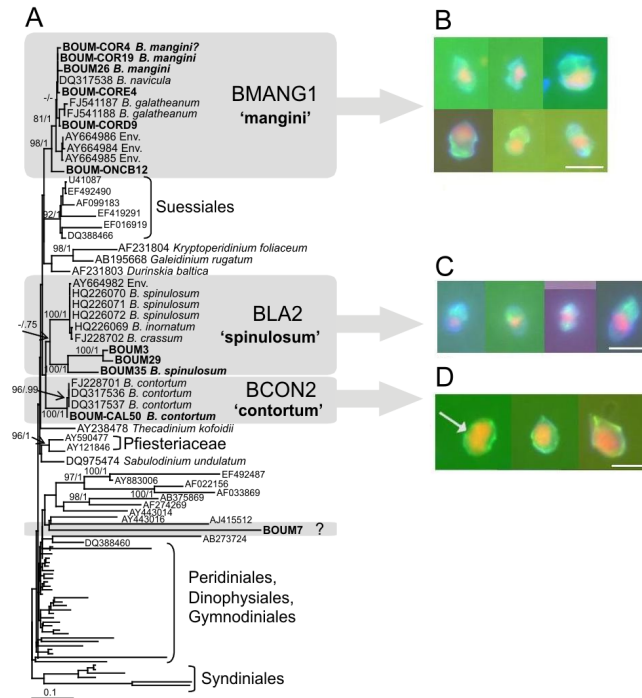 A
BOUM-COR4 B. mangini?
BOUM-COR19 B. mangini
BOUM26 B. mangini
DQ317538 B. navicula
BOUM-CORE4
-/-
FJ541187 B. galatheanum
FJ541188 B. galatheanum
81/1
BOUM-CORD9
98/1
AY664986 Env.
AY664984 Env.
AY664985 Env.
BOUM-ONCB12
BMANG1
'mangini'
B
U41087
EF492490
AF099183
92/1
EF419291
EF016919
DQ388466
Suessiales
98/1
AF231804 Kryptoperidinium foliaceum
AB195668 Galeidinium rugatum
AF231803 Durinskia baltica
AY664982 Env.
HQ226070 B. spinulosum
HQ226071 B. spinulosum
100/1
HQ226072 B. spinulosum
HQ226069 B. inornatum
-/.75
FJ228702 B. crassum
100/1
BOUM3
BOUM29
100/1
BOUM35 B. spinulosum
BLA2
'spinulosum'
C
FJ228701 B. contortum
96/.99
DQ317536 B. contortum
DQ317537 B. contortum
100/1
BOUM-CAL50 B. contortum
BCON2
'contortum'
D
AY238478 Thecadinium kofoidii
96/1
AY590477
AY121846
Pfiesteriaceae
DQ975474 Sabulodinium undulatum
100/1
EF492487
97/1
AY883006
AF022156
100/1
AF033869
98/1
AB375869
AF274269
AY443014
AY443016
AJ415512
BOUM7 ?
AB273724
DQ388460
Peridiniales,
Dinophysiales,
Gymnodiniales
Syndiniales
0.1